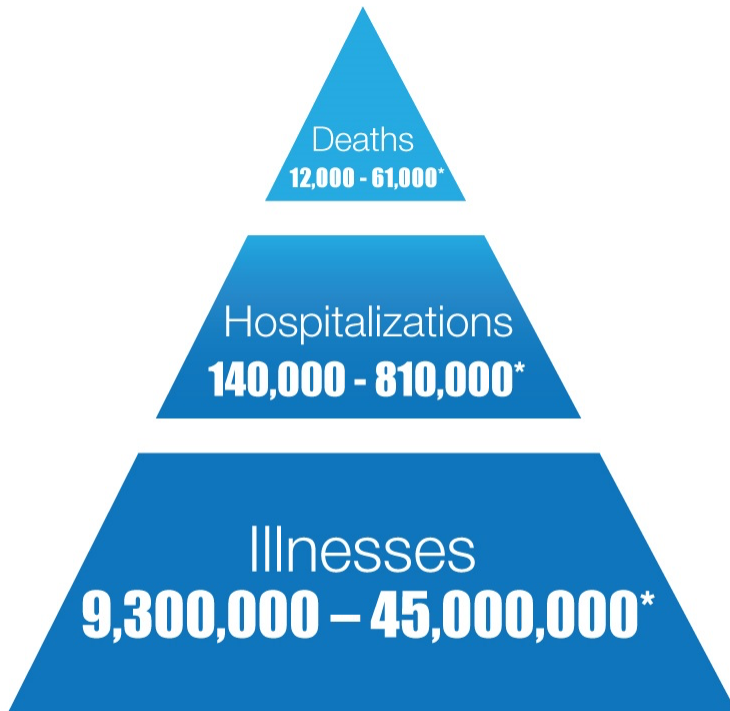 Deaths
12,000 - 61,000*
Hospitalizations
140,000 - 810,000*
Illnesses
9,300,000 – 45,000,000*